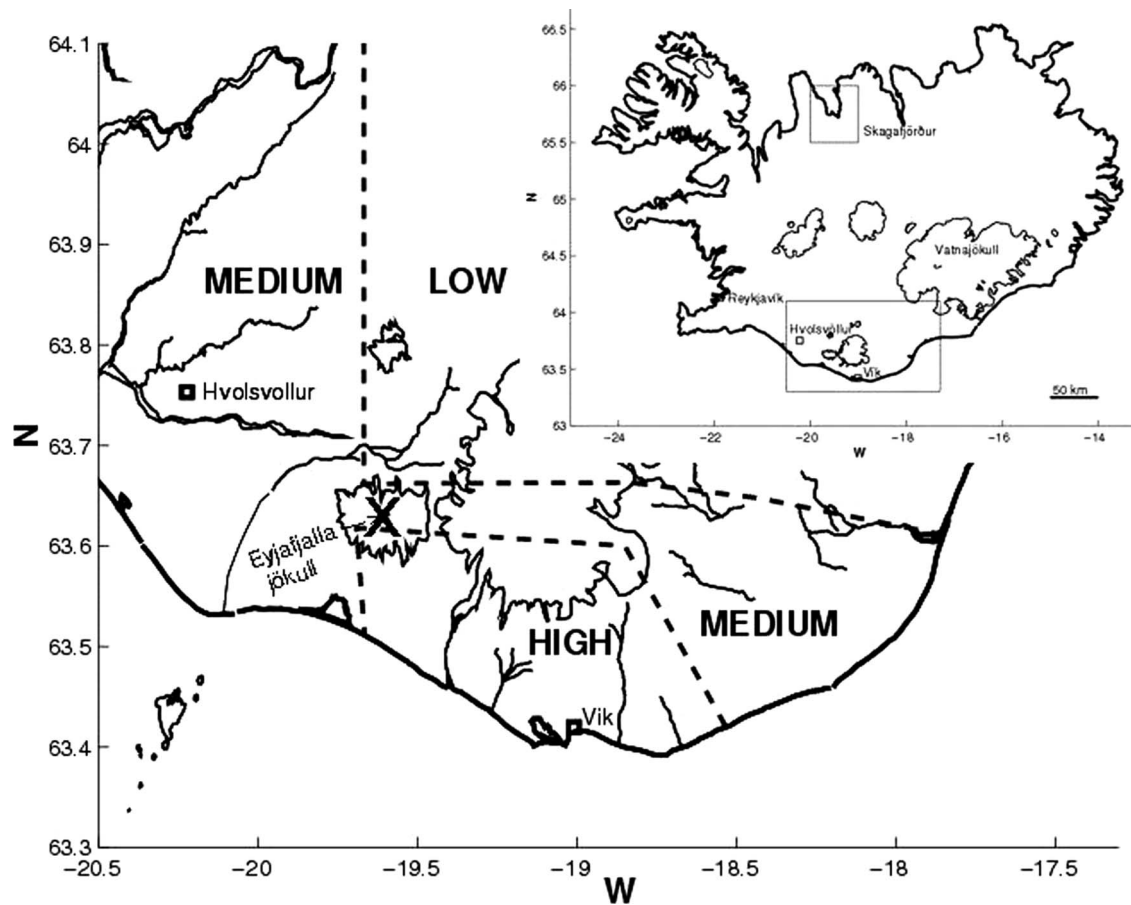 64.1
64
63.9
63.8
63.7
63.6
63.5
63.4
63.3
N
−20.5
−20
−19.5
−19
−18.5
−18
−17.5
W
MEDIUM
LOW
Hvolsvollur
Eyjafjalla
jökull
X
HIGH
MEDIUM
Vik
66.5
66
65.5
65
64.5
64
63.5
63
N
−24
−22
−20
−18
−16
−14
W
Skagafjörður
Vatnajökull
Reykjavik
Hvolsvöllur
Vik
50 km